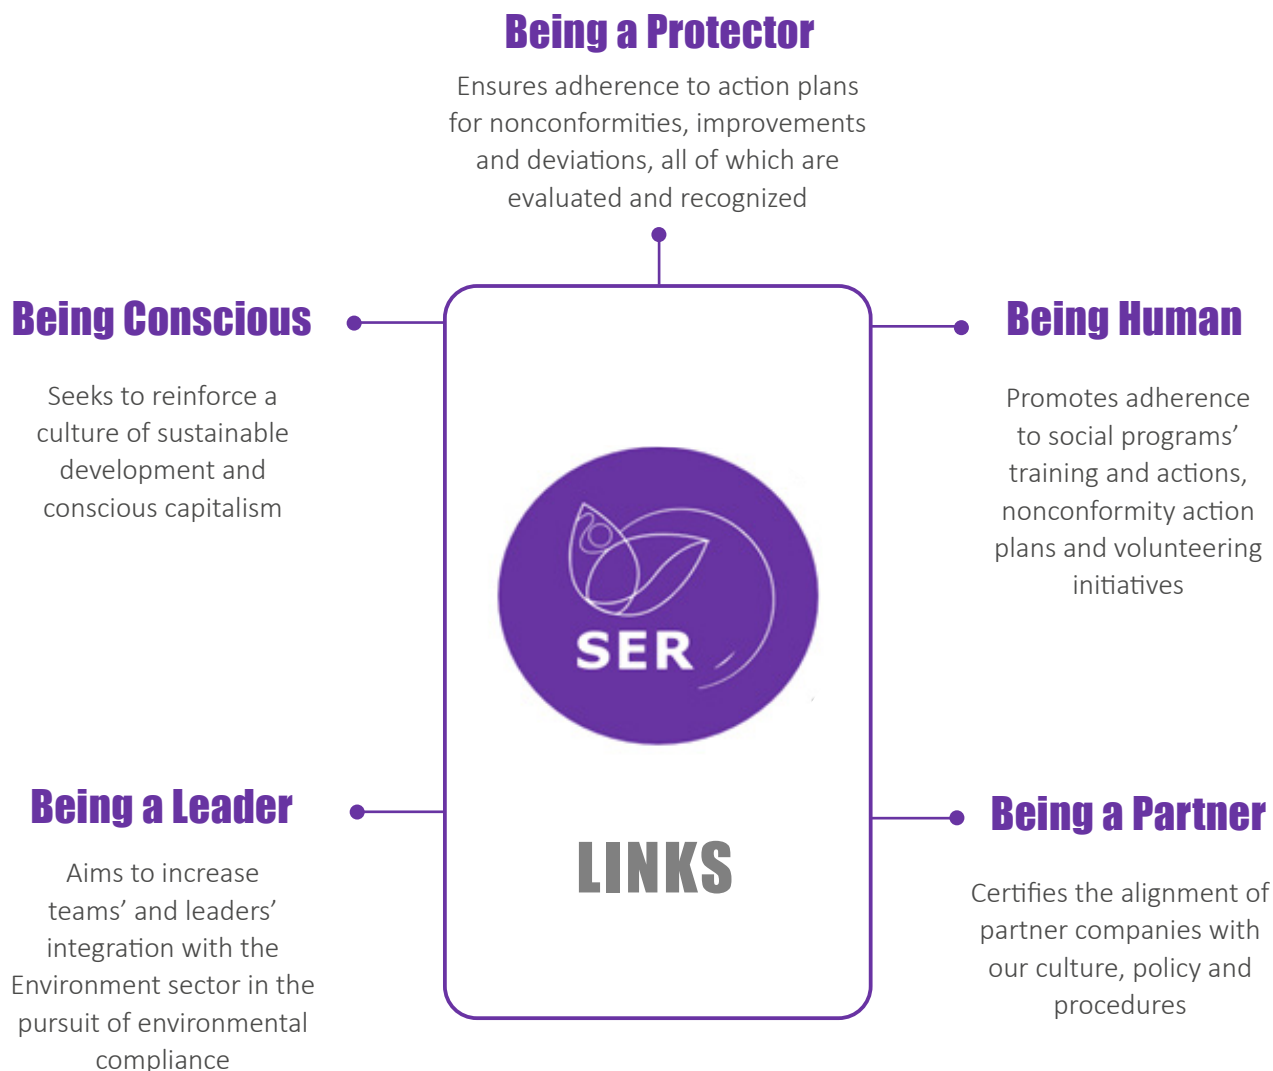 Being a Protector
Ensures adherence to action plans
for nonconformities, improvements
and deviations, all of which are
evaluated and recognized
Being Conscious
Seeks to reinforce a
culture of sustainable
development and
conscious capitalism
Being Human
Promotes adherence
to social programs’
training and actions,
nonconformity action
plans and volunteering
initiatives
SER
LINKS
Being a Leader
Aims to increase
teams’ and leaders’
integration with the
Environment sector in the
pursuit of environmental
compliance
Being a Partner
Certifies the alignment of
partner companies with
our culture, policy and
procedures